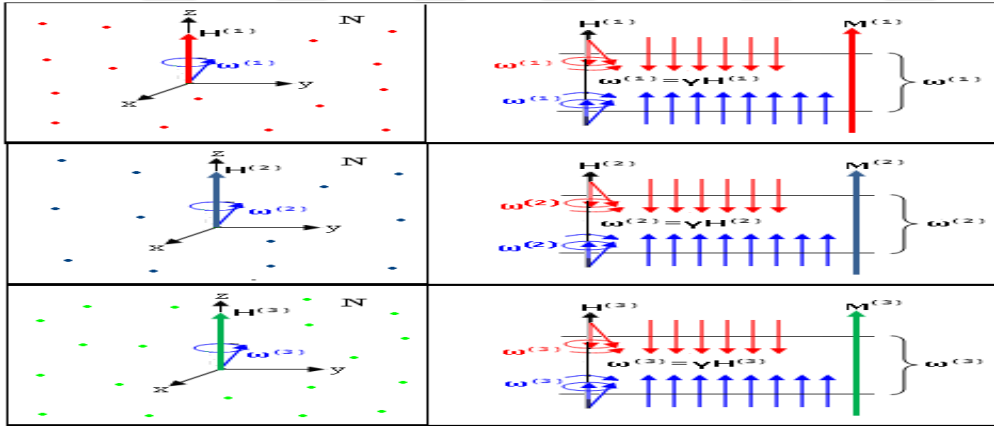 z N
H⁽¹⁾
ω⁽¹⁾
x y
H⁽¹⁾ M⁽¹⁾
ω⁽¹⁾
ω⁽¹⁾=γH⁽¹⁾ ω⁽¹⁾
ω⁽¹⁾
z N
H⁽²⁾
ω⁽²⁾
x y
H⁽²⁾ M⁽²⁾
ω⁽²⁾
ω⁽²⁾=γH⁽²⁾ ω⁽²⁾
ω⁽²⁾
z N
H⁽³⁾
ω⁽³⁾
x y
H⁽³⁾ M⁽³⁾
ω⁽³⁾
ω⁽³⁾=γH⁽³⁾ ω⁽³⁾
ω⁽³⁾